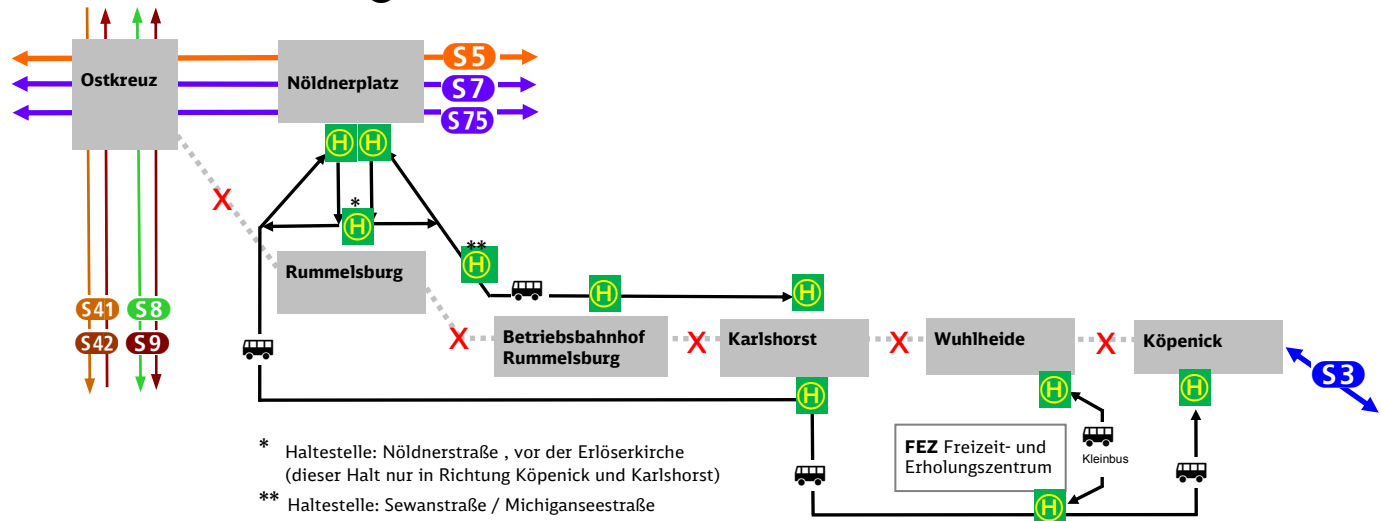 Ostkreuz
Nöldnerplatz
S5
S7
S75
H H
*
H
X
Rummelsburg
**
H
H
H
S41 S8
S42 S9
X
Betriebsbahnhof
Rummelsburg
X
Karlshorst
X
Wuhlheide
X
Köpenick
S3
H
H
H
* Haltestelle: Nöldnerstraße , vor der Erlöserkirche
(dieser Halt nur in Richtung Köpenick und Karlshorst)
** Haltestelle: Sewanstraße / Michiganseestraße
FEZ Freizeit- und
Erholungszentrum
Kleinbus
H